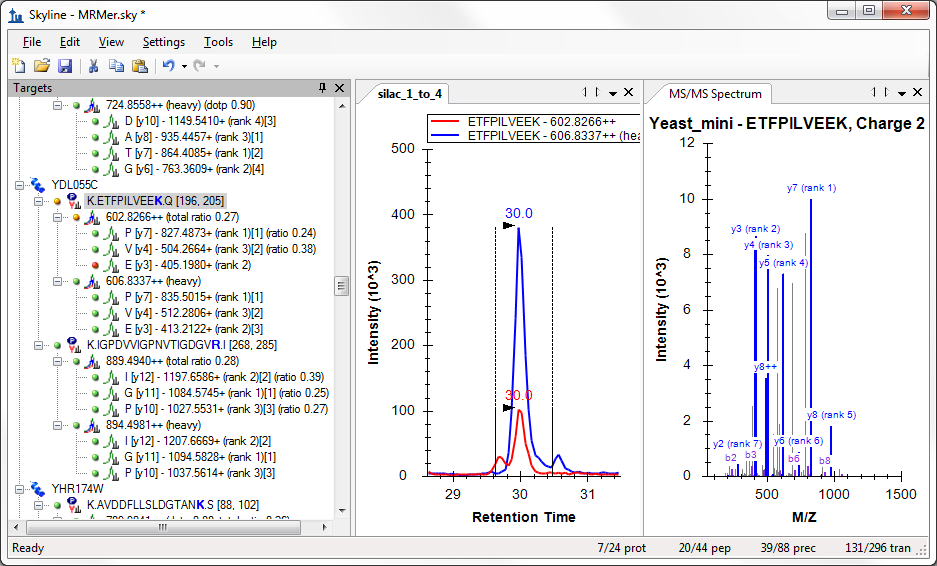 Skyline - MRMer.sky *
File Edit View Settings Tools Help
Targets
724.8558++ (heavy) (dotp 0.90)
D [y10] - 1149.5410+ (rank 4)[3]
A [y8] - 935.4457+ (rank 3)[1]
T [y7] - 864.4085+ (rank 1)[2]
G [y6] - 763.3609+ (rank 2)[4]
YDL055C
K.ETFPILVEEK.Q [196, 205]
602.8266++ (total ratio 0.27)
P [y7] - 827.4873+ (rank 1)[1] (ratio 0.24)
V [y4] - 504.2664+ (rank 3)[2] (ratio 0.38)
E [y3] - 405.1980+ (rank 2)
606.8337++ (heavy)
P [y7] - 835.5015+ (rank 1)[1]
V [y4] - 512.2806+ (rank 3)[2]
E [y3] - 413.2122+ (rank 2)[3]
K.IGPDVVIGPNVTIGDGVR.I [268, 285]
889.4940++ (total ratio 0.28)
I [y12] - 1197.6586+ (rank 2)[2] (ratio 0.39)
G [y11] - 1084.5745+ (rank 1)[1] (ratio 0.25)
P [y10] - 1027.5531+ (rank 3)[3] (ratio 0.27)
894.4981++ (heavy)
I [y12] - 1207.6669+ (rank 2)[2]
G [y11] - 1094.5828+ (rank 1)[1]
P [y10] - 1037.5614+ (rank 3)[3]
YHR174W
K.AVDDFLLSLDGTANK.S [88, 102]
silac_1_to_4
ETFPILVEEK - 602.8266++
ETFPILVEEK - 606.8337++ (hea
500
400
300
200
100
0
Intensity (10^3)
30.0
30.0
29 30 31
Retention Time
MS/MS Spectrum
Yeast_mini - ETFPILVEEK, Charge 2
12
10
8
6
4
2
0
Intensity (10^3)
y7 (rank 1)
y3 (rank 2)
y4 (rank 3)
y5 (rank 4)
y8++
y8 (rank 5)
y2 (rank 7)
y6 (rank 6)
b2
b3
b6
b8
500 1000 1500
M/Z
Ready 7/24 prot 20/44 pep 39/88 prec 131/296 tran